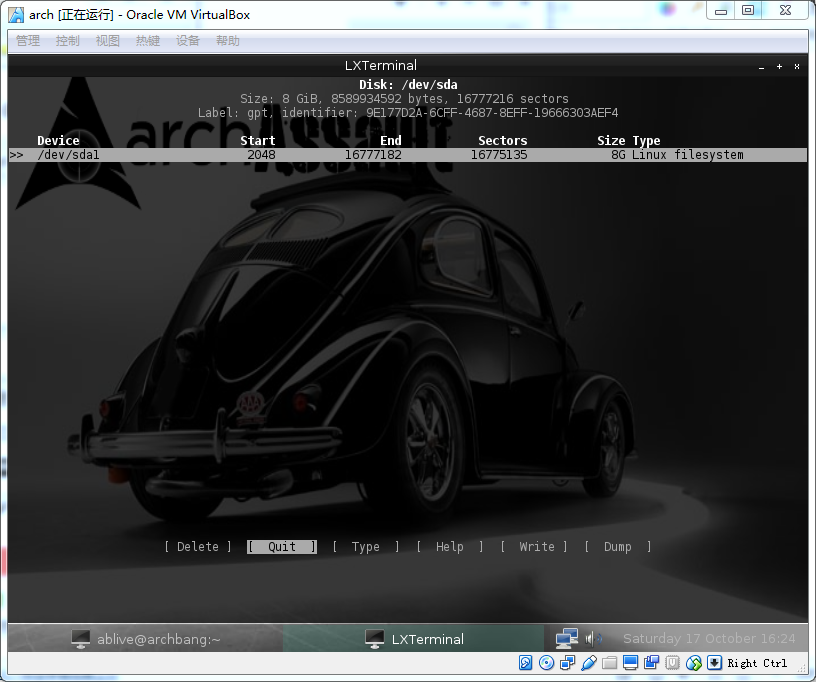 arch [正在运行] - Oracle VM VirtualBox
管理 控制 视图 热键 设备 帮助
LXTerminal
Disk: /dev/sda
Size: 8 GiB, 8589934592 bytes, 16777216 sectors
Label: gpt, identifier: 9E177D2A-6CFF-4687-8EFF-19666303AEF4
Device Start End Sectors Size Type
>> /dev/sda1 2048 16777182 16775135 8G Linux filesystem
archAssault
[ Delete ] [ Quit ] [ Type ] [ Help ] [ Write ] [ Dump ]
ablive@archbang:~ LXTerminal Saturday 17 October 16:24
Right Ctrl